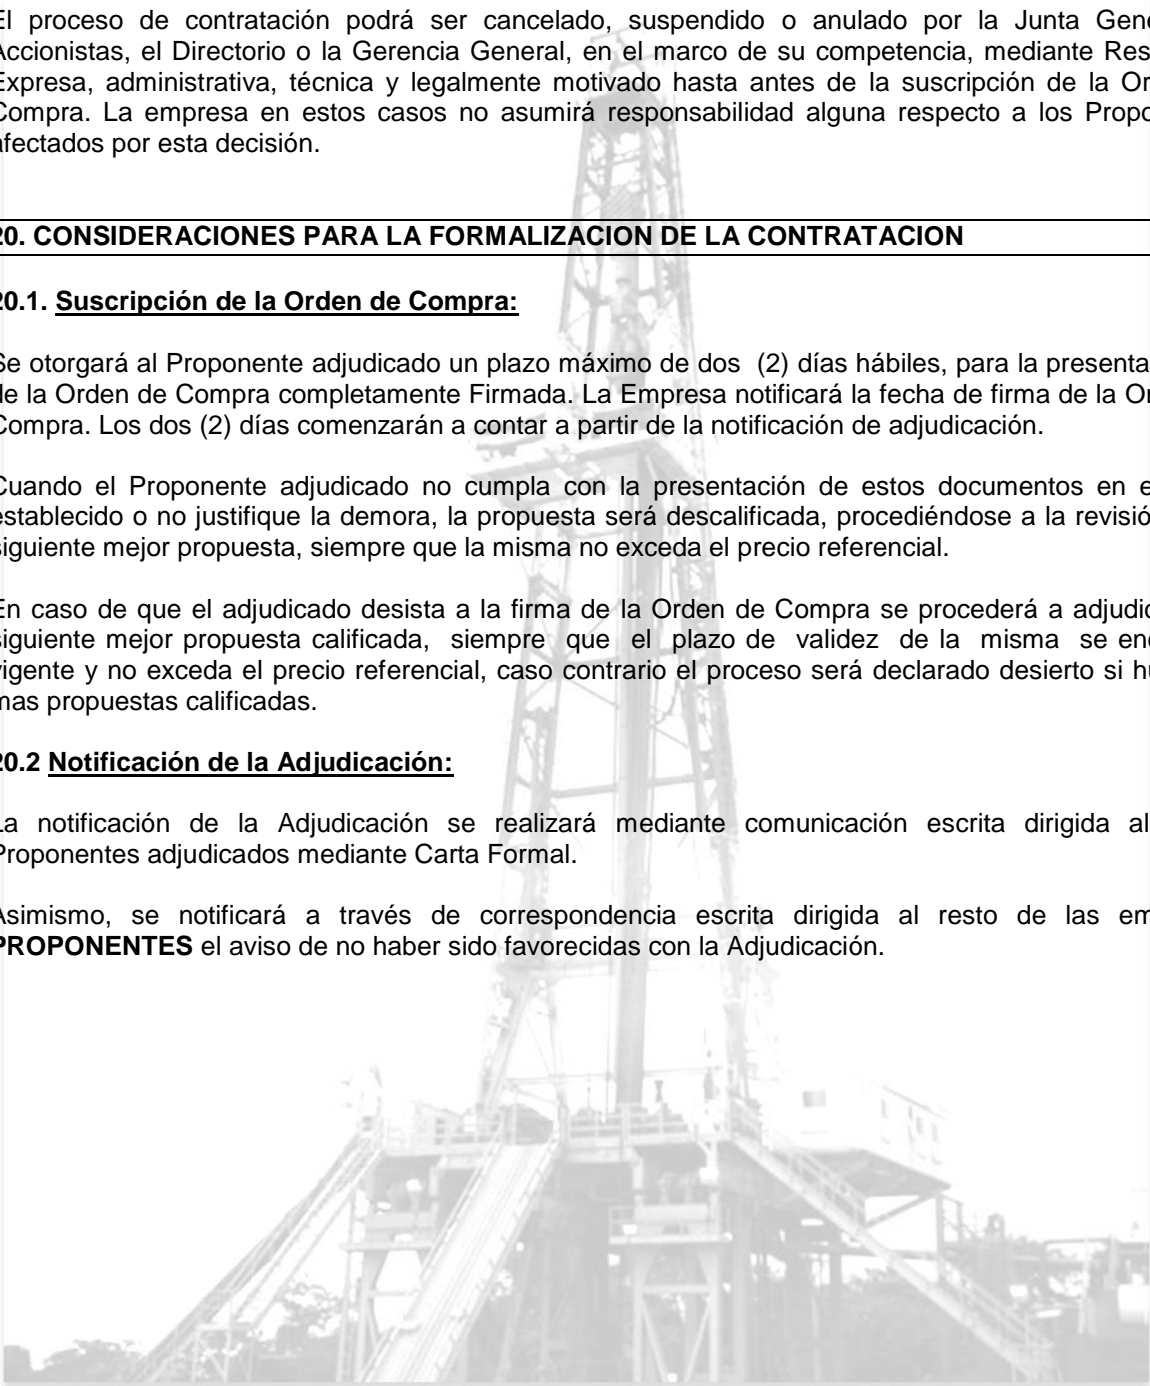 El proceso de contratación podrá ser cancelado, suspendido o anulado por la Junta
Accionistas, el Directorio o la Gerencia General, en el marco de su competencia, mediante
Expresa, administrativa, técnica y legalmente motivado hasta antes de la suscripción de la
Compra. La empresa en estos casos no asumirá responsabilidad alguna respecto a los
afectados por esta decisión.
20. CONSIDERACIONES PARA LA FORMALIZACION DE LA CONTRATACION
20.1. Suscripción de la Orden de Compra:
Se otorgará al Proponente adjudicado un plazo máximo de dos (2) días hábiles, para la
de la Orden de Compra completamente Firmada. La Empresa notificará la fecha de firma de la
Compra. Los dos (2) días comenzarán a contar a partir de la notificación de adjudicación.
Cuando el Proponente adjudicado no cumpla con la presentación de estos documentos en
establecido o no justifique la demora, la propuesta será descalificada, procediéndose a la
siguiente mejor propuesta, siempre que la misma no exceda el precio referencial.
En caso de que el adjudicado desista a la firma de la Orden de Compra se procederá a
siguiente mejor propuesta calificada, siempre que el plazo de validez de la misma se
vigente y no exceda el precio referencial, caso contrario el proceso será declarado desierto si
mas propuestas calificadas.
20.2 Notificación de la Adjudicación:
La notificación de la Adjudicación se realizará mediante comunicación escrita dirigida al
Proponentes adjudicados mediante Carta Formal.
Asimismo, se notificará a través de correspondencia escrita dirigida al resto de las
PROPONENTES el aviso de no haber sido favorecidas con la Adjudicación.